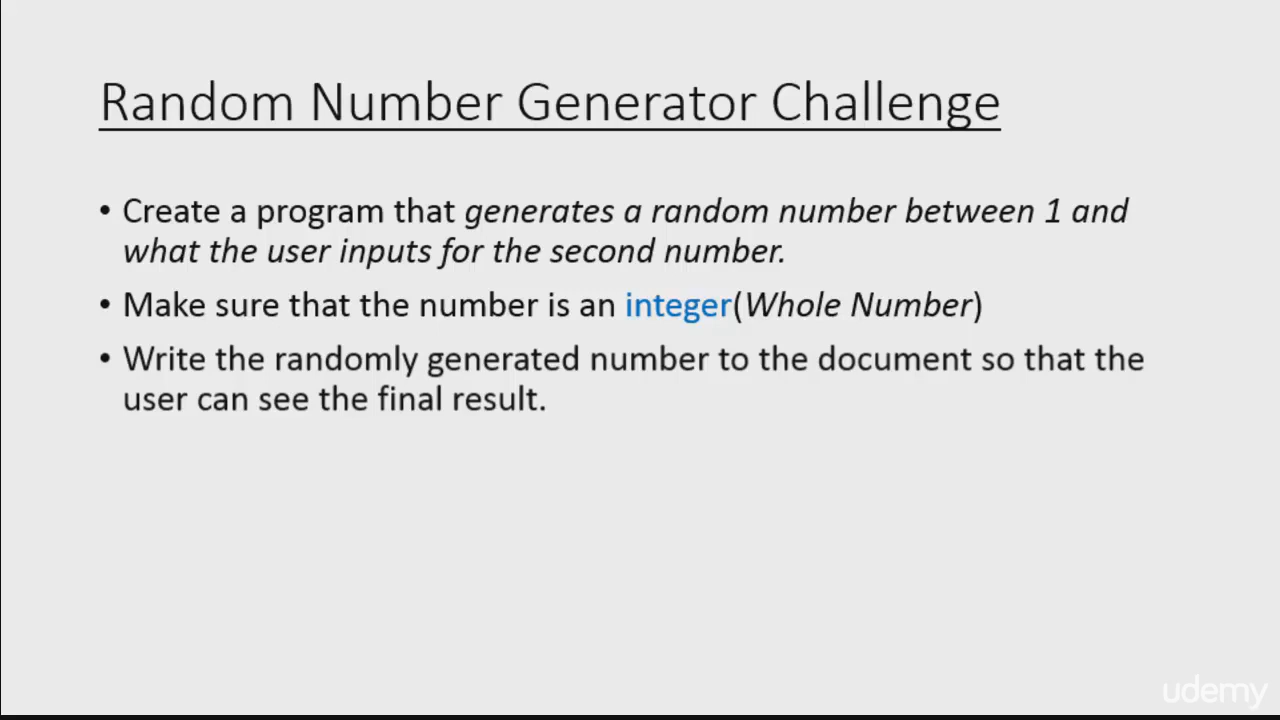 Random Number Generator Challenge
• Create a program that generates a random number between 1 and
what the user inputs for the second number.
• Make sure that the number is an integer(Whole Number)
• Write the randomly generated number to the document so that the
user can see the final result.
udemy